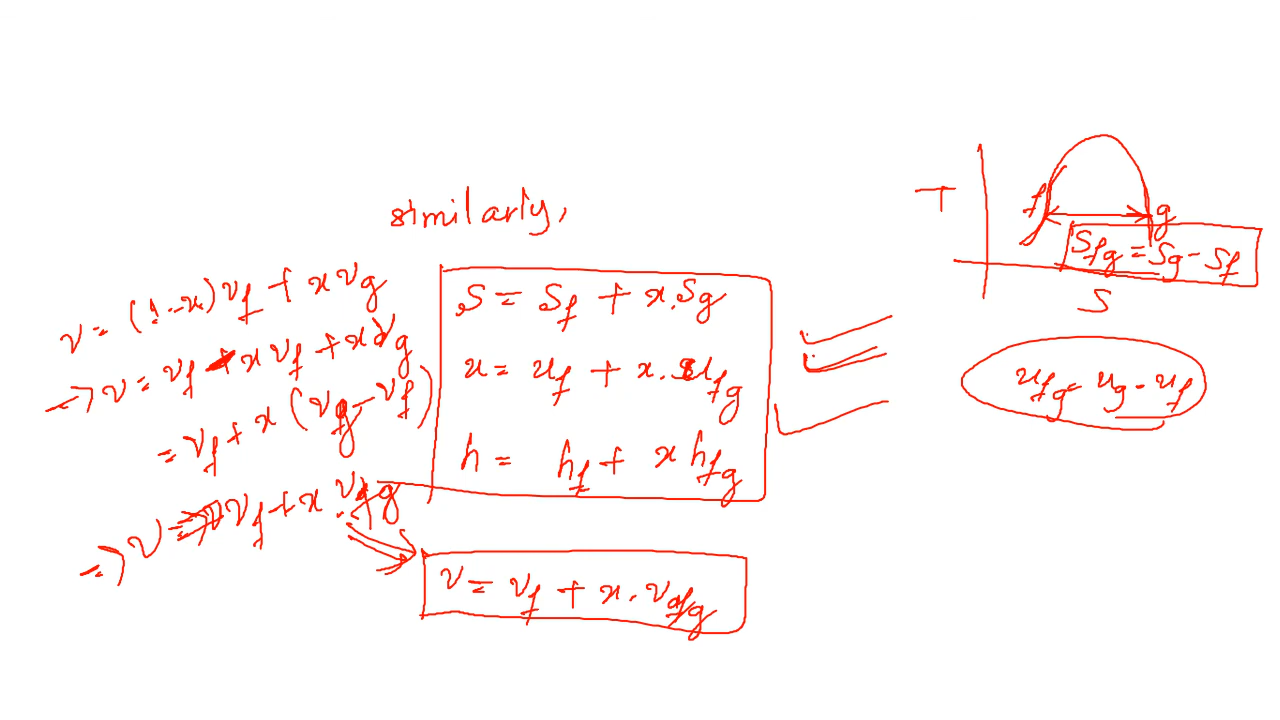 similarly,
v = (1-x) vf + x vg
=> v = vf - x vf + x vg
= vf + x (vg - vf)
=> v = vf + x . vfg
s = sf + x . sg
u = uf + x . ufg
h = hf + x hfg
v = vf + x . vfg
T
f
g
sfg = sg - sf
s
ufg = ug - uf